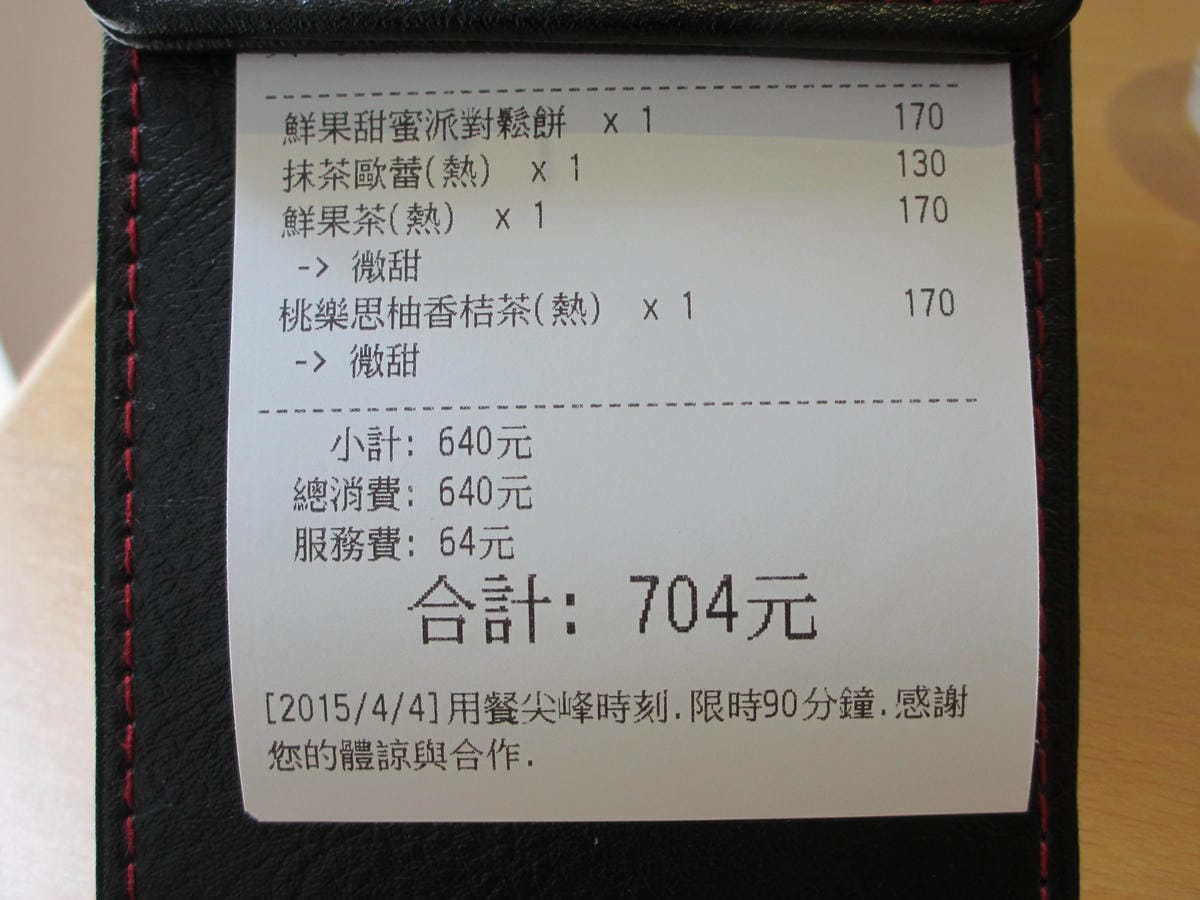 鮮果甜蜜派對鬆餅 x 1 170
抹茶歐蕾(熱) x 1 130
鮮果茶(熱) x 1 170
-> 微甜
桃樂思柚香桔茶(熱) x 1 170
-> 微甜
小計: 640元
總消費: 640元
服務費: 64元
合計: 704元
[2015/4/4]用餐尖峰時刻.限時90分鐘.感謝
您的體諒與合作.